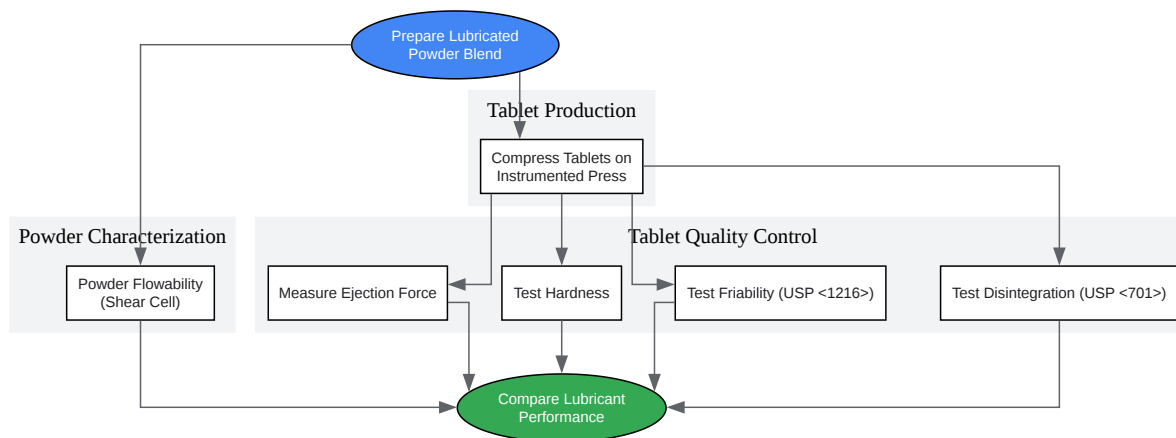 Prepare Lubricated
Powder Blend
Tablet Production
Compress Tablets on
Instrumented Press
Powder Characterization
Tablet Quality Control
Powder Flowability
(Shear Cell)
Measure Ejection Force
Test Hardness
Test Friability (USP <1216>)
Test Disintegration (USP <701>)
Compare Lubricant
Performance